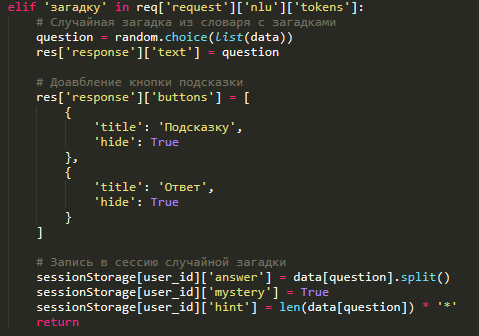 elif 'загадку' in req['request']['nlu']['tokens']:
    # Случайная загадка из словаря с загадками
    question = random.choice(list(data))
    res['response']['text'] = question

    # Доавбление кнопки подсказки
    res['response']['buttons'] = [
        {
            'title': 'Подсказку',
            'hide': True
        },
        {
            'title': 'Ответ',
            'hide': True
        }
    ]

    # Запись в сессию случайной загадки
    sessionStorage[user_id]['answer'] = data[question].split()
    sessionStorage[user_id]['mystery'] = True
    sessionStorage[user_id]['hint'] = len(data[question]) * '*'
    return